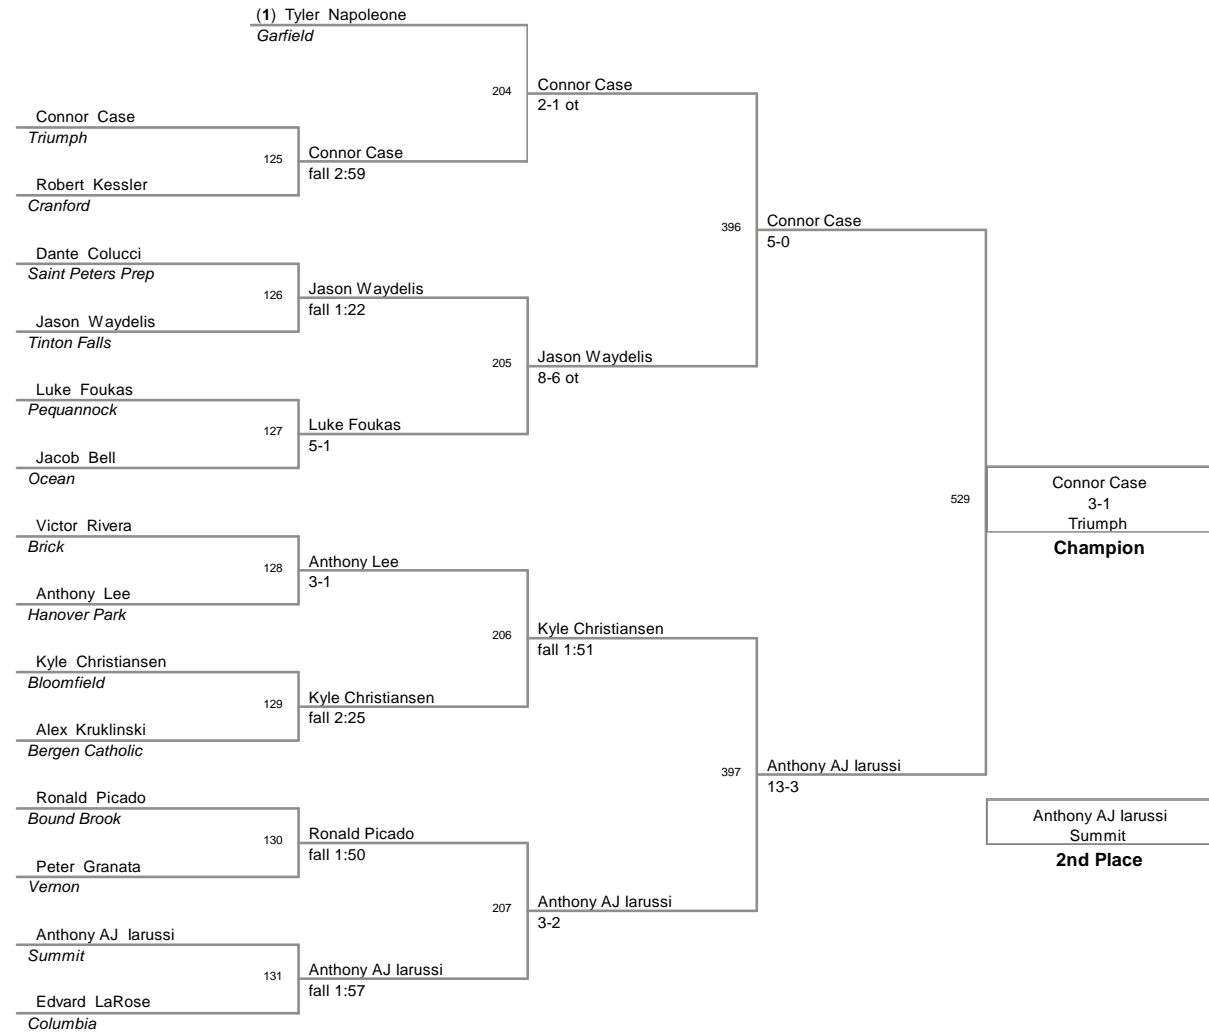 (1) Tyler Napoleone
Garfield
204
Connor Case
2-1 ot
Connor Case
Triumph
125
Connor Case
fall 2:59
Robert Kessler
Cranford
396
Connor Case
5-0
Dante Colucci
Saint Peters Prep
126
Jason Waydelis
fall 1:22
Jason Waydelis
Tinton Falls
205
Jason Waydelis
8-6 ot
Luke Foukas
Pequannock
127
Luke Foukas
5-1
Jacob Bell
Ocean
529
Connor Case
3-1
Triumph
Champion
Victor Rivera
Brick
128
Anthony Lee
3-1
Anthony Lee
Hanover Park
206
Kyle Christiansen
fall 1:51
Kyle Christiansen
Bloomfield
129
Kyle Christiansen
fall 2:25
Alex Kruklinski
Bergen Catholic
397
Anthony AJ Iarussi
13-3
Ronald Picado
Bound Brook
130
Ronald Picado
fall 1:50
Peter Granata
Vernon
Anthony AJ Iarussi
Summit
2nd Place
207
Anthony AJ Iarussi
3-2
Anthony AJ Iarussi
Summit
131
Anthony AJ Iarussi
fall 1:57
Edvard LaRose
Columbia